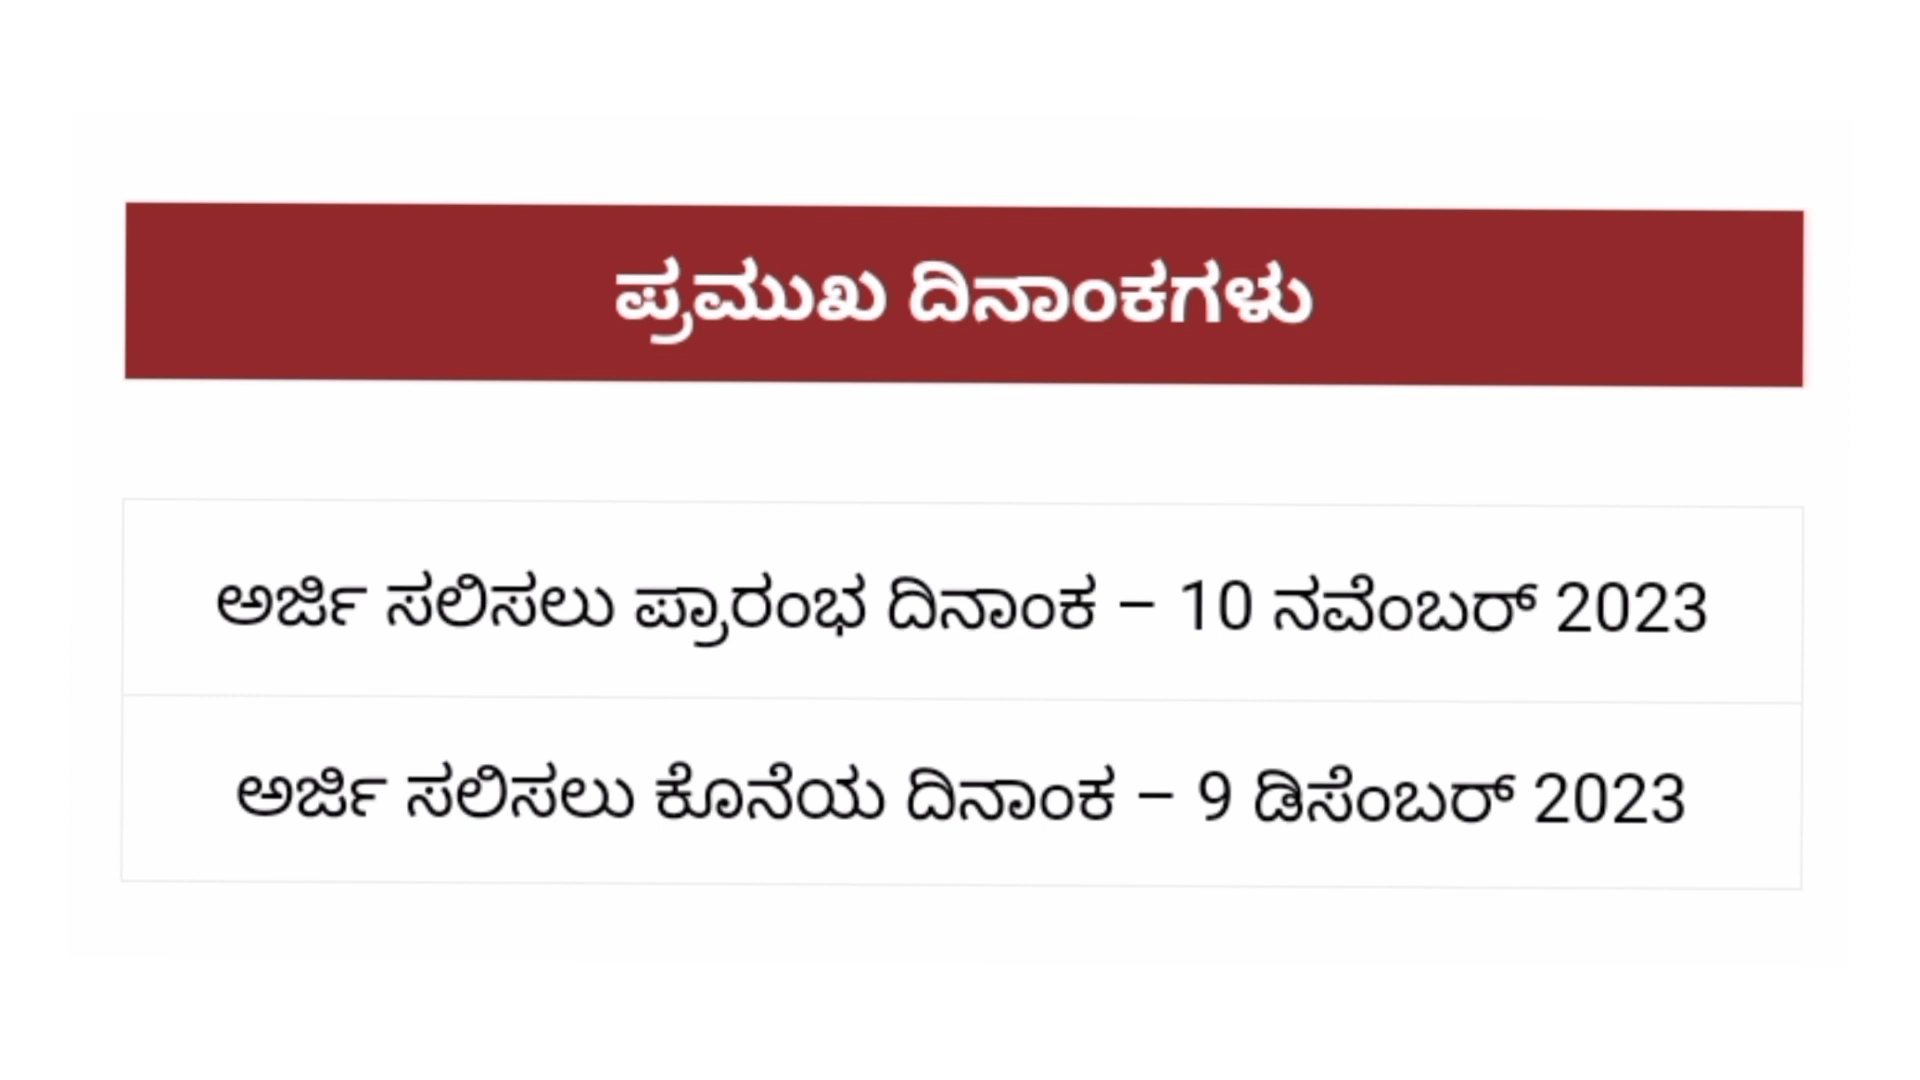 ಪ್ರಮುಖ ದಿನಾಂಕಗಳು
ಅರ್ಜಿ ಸಲಿಸಲು ಪ್ರಾರಂಭ ದಿನಾಂಕ – 10 ನವೆಂಬರ್ 2023
ಅರ್ಜಿ ಸಲಿಸಲು ಕೊನೆಯ ದಿನಾಂಕ – 9 ಡಿಸೆಂಬರ್ 2023